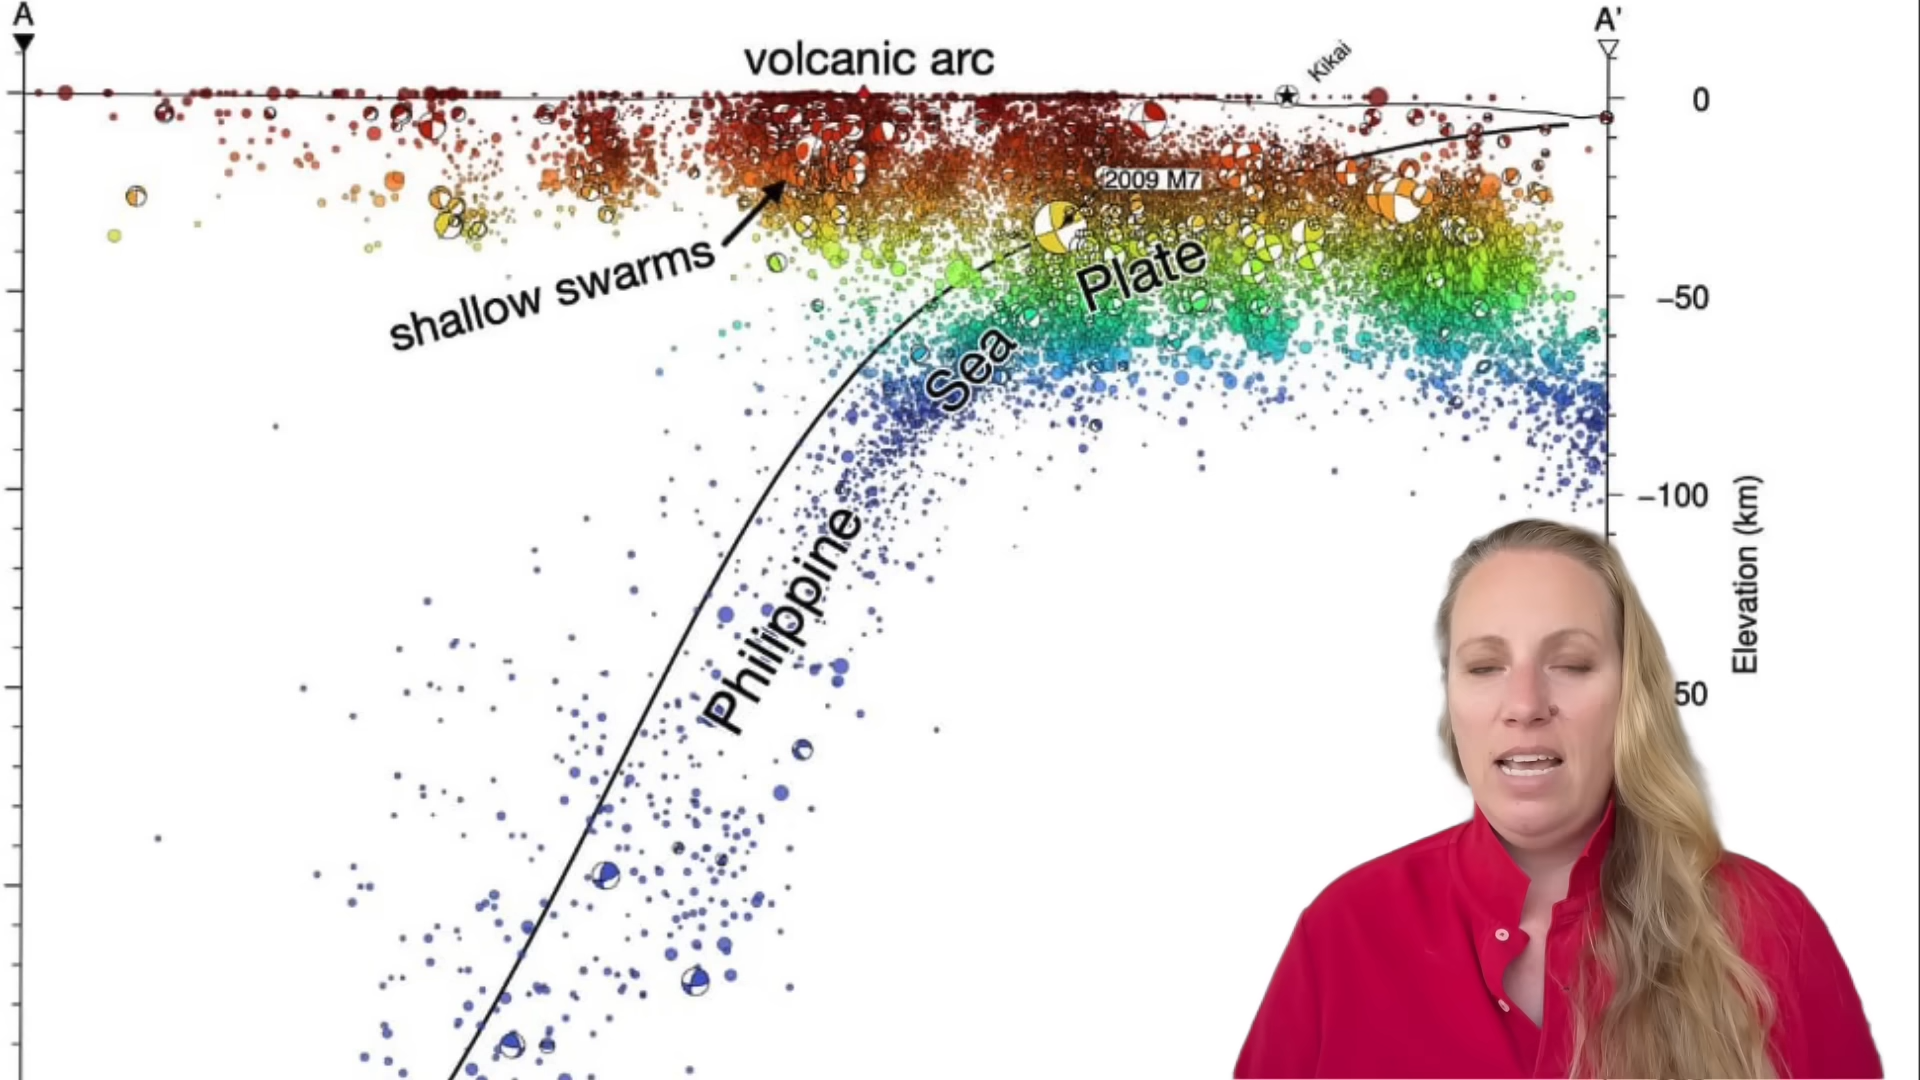 A
A'
volcanic arc
Kikai
0
2009 M7
shallow swarms
Philippine Sea Plate
−50
−100
Elevation (km)
50